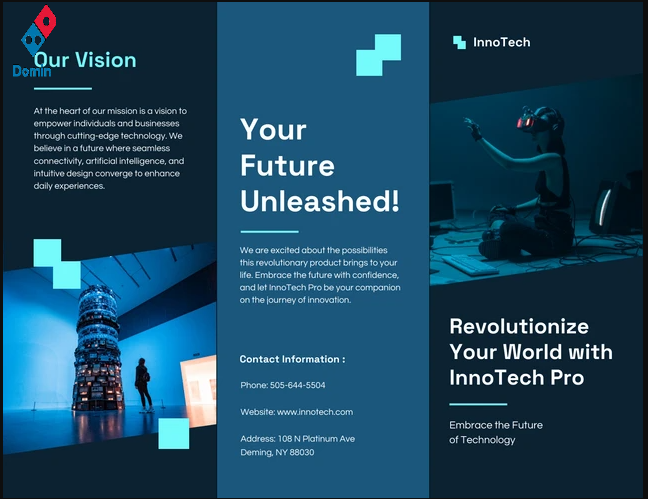 Domin
Our Vision
At the heart of our mission is a vision to
empower individuals and businesses
through cutting-edge technology. We
believe in a future where seamless
connectivity, artificial intelligence, and
intuitive design converge to enhance
daily experiences.
Your
Future
Unleashed!
We are excited about the possibilities
this revolutionary product brings to your
life. Embrace the future with confidence,
and let InnoTech Pro be your companion
on the journey of innovation.
Contact Information :
Phone: 505-644-5504
Website: www.innotech.com
Address: 108 N Platinum Ave
Deming, NY 88030
InnoTech
Revolutionize
Your World with
InnoTech Pro
Embrace the Future
of Technology